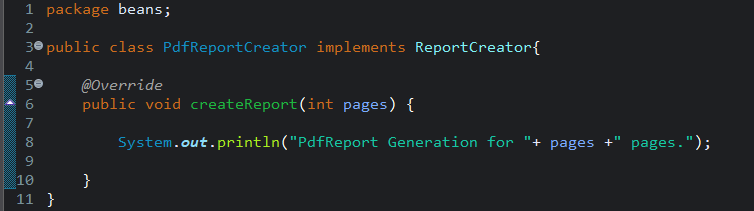 1 package beans;
2
3 public class PdfReportCreator implements ReportCreator{
4
5     @Override
6     public void createReport(int pages) {
7
8         System.out.println("PdfReport Generation for "+ pages +" pages.");
9
10     }
11 }